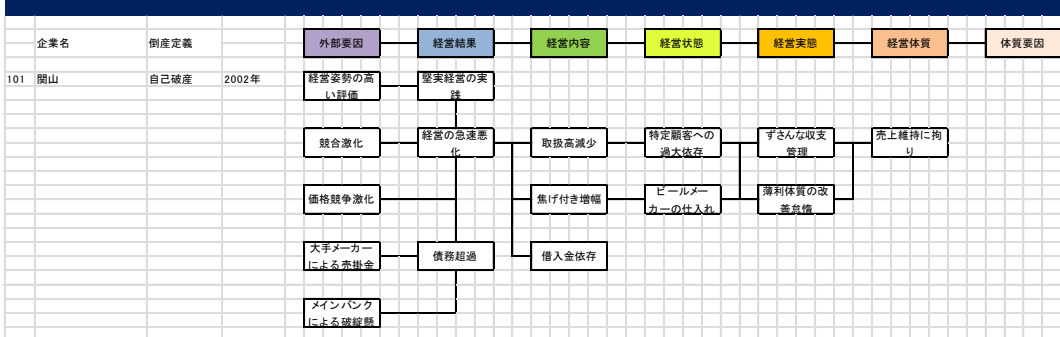 企業名
倒産定義
外部要因
経営結果
経営内容
経営状態
経営実態
経営体質
体質要因
101
関山
自己破産
2002年
経営姿勢の高
い評価
堅実経営の実
践
競合激化
経営の急速悪
化
取扱高減少
特定顧客への
過大依存
ずさんな収支
管理
売上維持に拘
り
価格競争激化
焦げ付き増幅
ビールメー
カーの仕入れ
薄利体質の改
善怠惰
大手メーカー
による売掛金
債務超過
借入金依存
メインバンク
による破綻懸